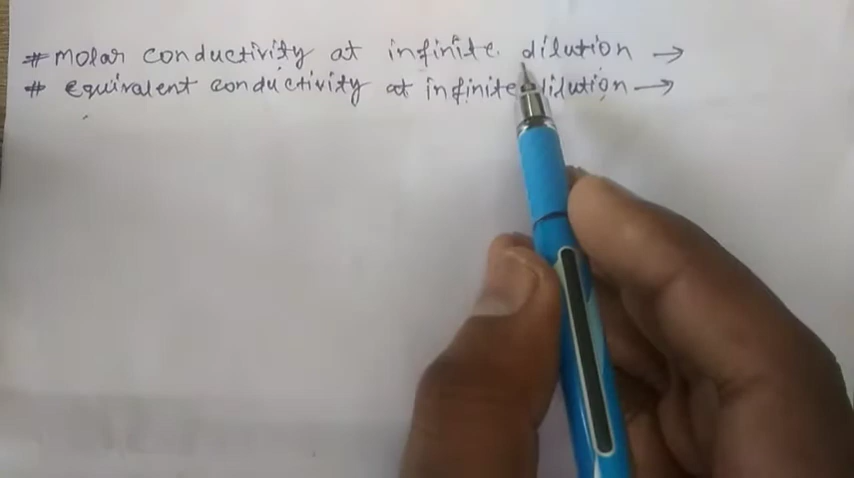 # Molar conductivity at infinite dilution →
# equivalent conductivity at infinite dilution →